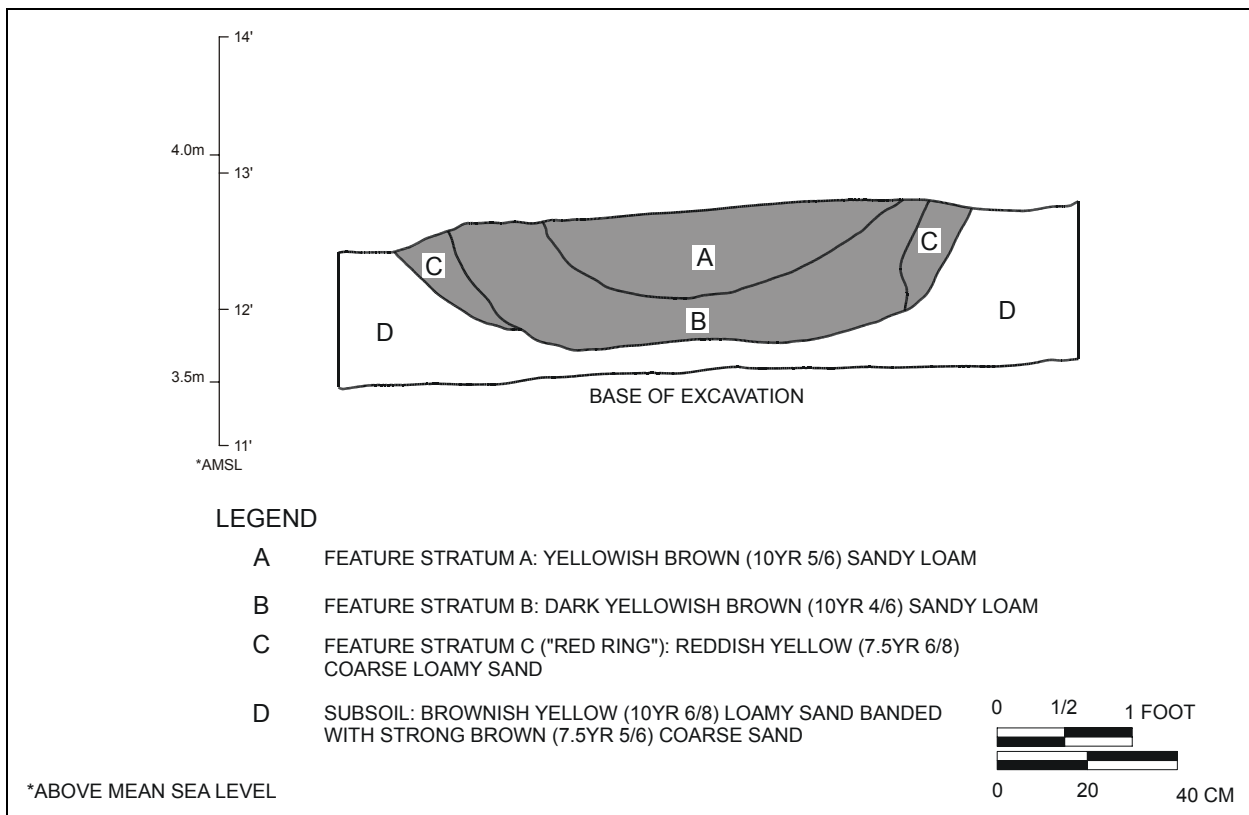 14'
4.0m
13'
A
C
C
12'
B
D
D
3.5m
BASE OF EXCAVATION
11'
*AMSL
LEGEND
A FEATURE STRATUM A: YELLOWISH BROWN (10YR 5/6) SANDY LOAM
B FEATURE STRATUM B: DARK YELLOWISH BROWN (10YR 4/6) SANDY LOAM
C FEATURE STRATUM C ("RED RING"): REDDISH YELLOW (7.5YR 6/8)
COARSE LOAMY SAND
D SUBSOIL: BROWNISH YELLOW (10YR 6/8) LOAMY SAND BANDED
WITH STRONG BROWN (7.5YR 5/6) COARSE SAND
0 1/2 1 FOOT
0 20 40 CM
*ABOVE MEAN SEA LEVEL